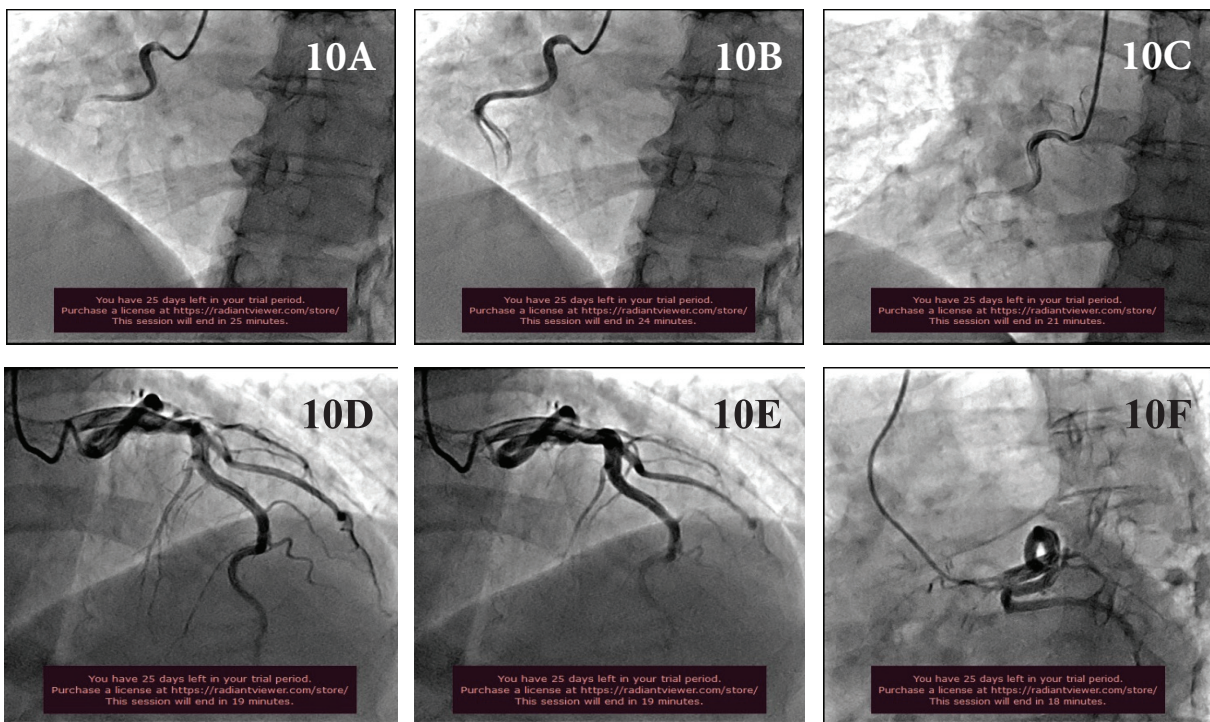 10A
You have 25 days left in your trial period.
Purchase a license at https://radiantviewer.com/store/
This session will end in 25 minutes.
10B
You have 25 days left in your trial period.
Purchase a license at https://radiantviewer.com/store/
This session will end in 24 minutes.
10C
You have 25 days left in your trial period.
Purchase a license at https://radiantviewer.com/store/
This session will end in 21 minutes.
10D
You have 25 days left in your trial period.
Purchase a license at https://radiantviewer.com/store/
This session will end in 19 minutes.
10E
You have 25 days left in your trial period.
Purchase a license at https://radiantviewer.com/store/
This session will end in 19 minutes.
10F
You have 25 days left in your trial period.
Purchase a license at https://radiantviewer.com/store/
This session will end in 18 minutes.